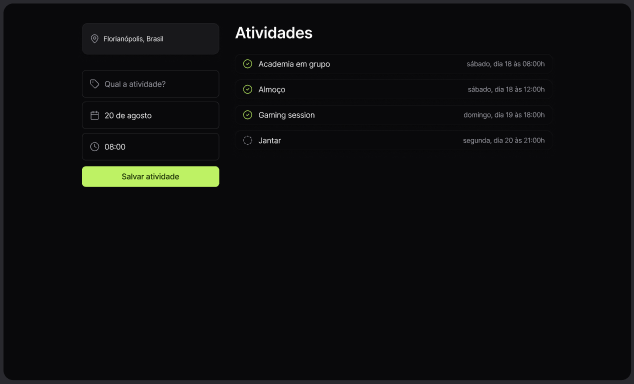 Florianópolis, Brasil
Qual a atividade?
20 de agosto
08:00
Salvar atividade
Atividades
Academia em grupo sábado, dia 18 às 08:00h
Almoço sábado, dia 18 às 12:00h
Gaming session domingo, dia 19 às 18:00h
Jantar segunda, dia 20 às 21:00h